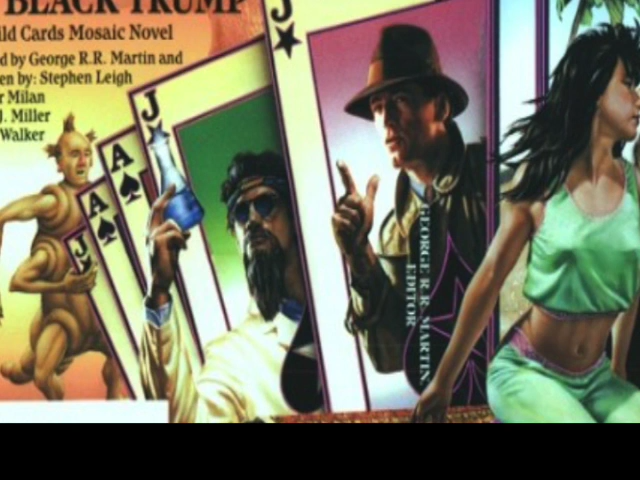 BLACK TRUMP
ild Cards Mosaic Novel
d by George R.R. Martin and
en by: Stephen Leigh
r Milan
J. Miller
Walker
J
A
A
J
J
GEORGE R. R. MARTIN,
EDITOR